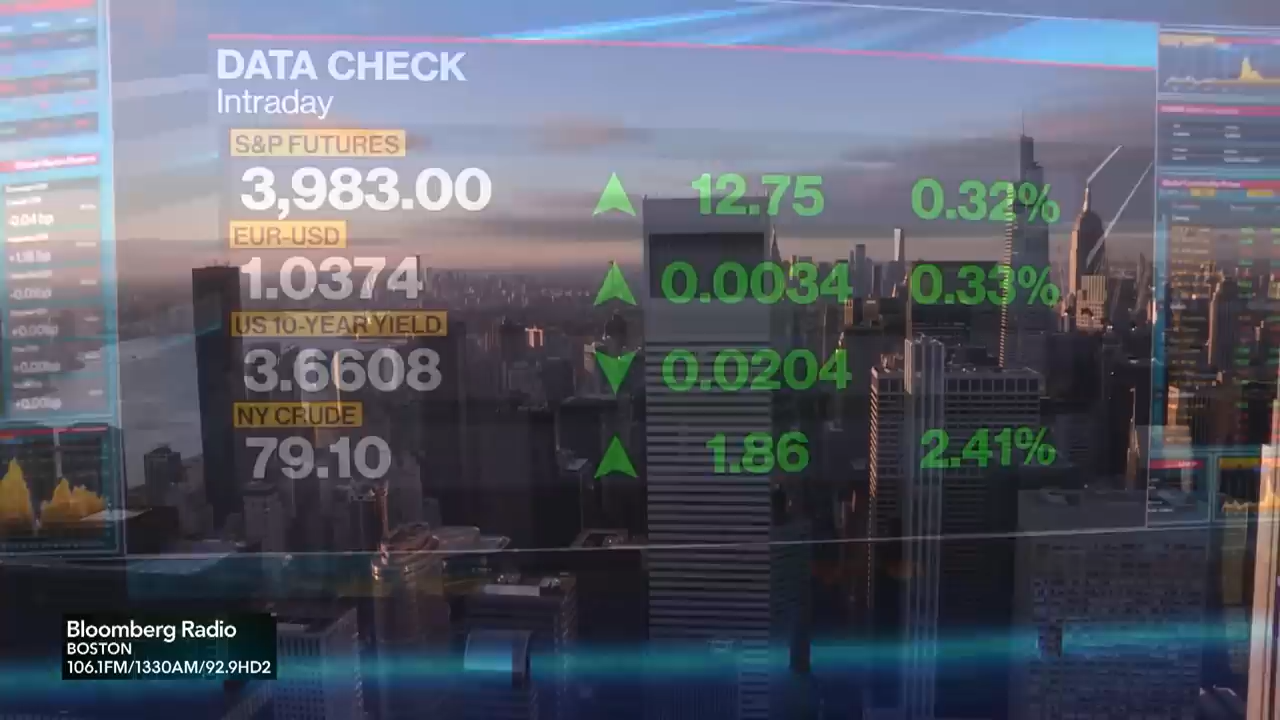 DATA CHECK
Intraday
S&P FUTURES
3,983.00 12.75 0.32%
EUR-USD
1.0374 0.0034 0.33%
US 10-YEAR YIELD
3.6608 0.0204
NY CRUDE
79.10 1.86 2.41%
Bloomberg Radio
BOSTON
106.1FM/1330AM/92.9HD2